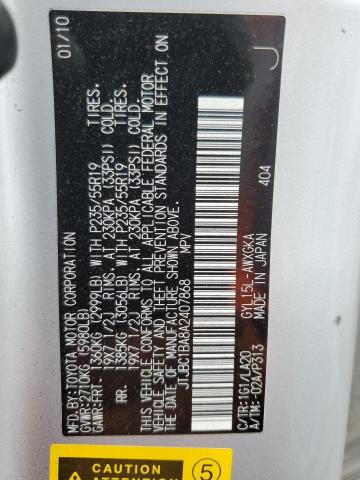 MFD.BY: TOYOTA MOTOR CORPORATION 01/10
GVWR: 2710KG (5980LB)
GAWR: FRT. 1360KG (2999LB) WITH P235/55R19 TIRES.
19X7 1/2J RIMS. AT 230KPA (33PSI) COLD.
RR. 1385KG (3056LB) WITH P235/55R19 TIRES.
19X7 1/2J RIMS. AT 230KPA (33PSI) COLD.
THIS VEHICLE CONFORMS TO ALL APPLICABLE FEDERAL MOTOR
VEHICLE SAFETY AND THEFT PREVENTION STANDARDS IN EFFECT ON
THE DATE OF MANUFACTURE SHOWN ABOVE.
JTJBC1BA6A2407868 MPV
GYL15L-AWXGKA
C/TR: 1G1/LA20 MADE IN JAPAN J
A/TM: -02A/P313 404
CAUTION
5